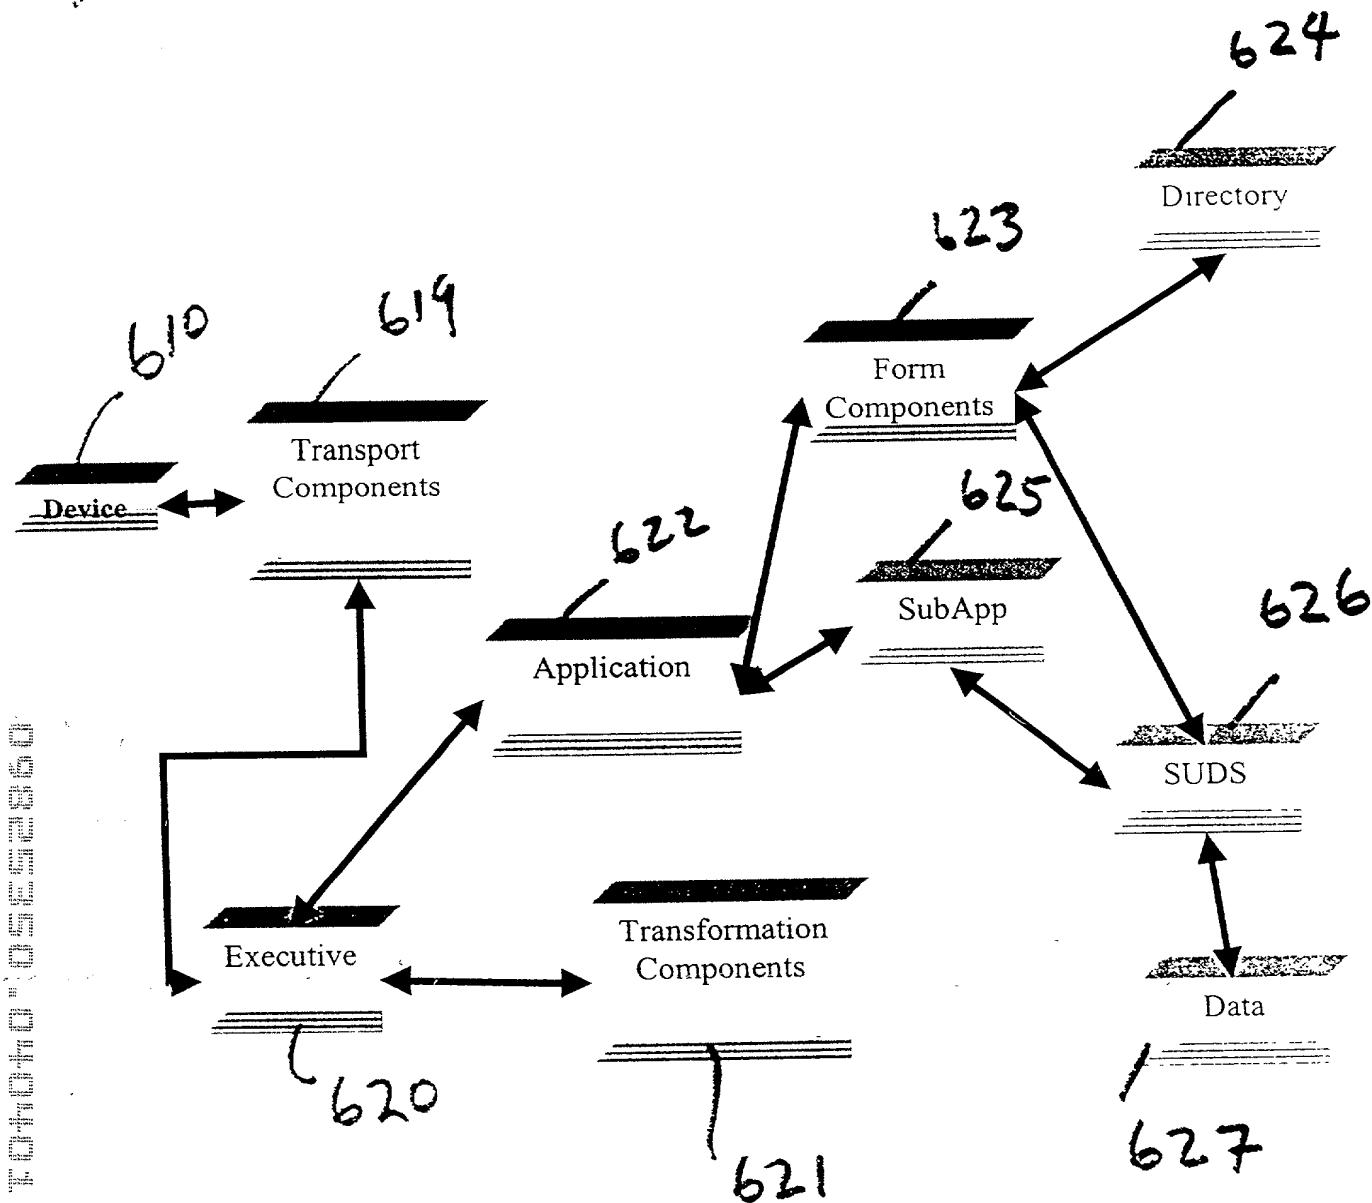 624
Directory
623
Form
Components
610
619
Transport
Components
Device
625
622
SubApp
626
Application
SUDS
Executive
Transformation
Components
Data
620
621
627